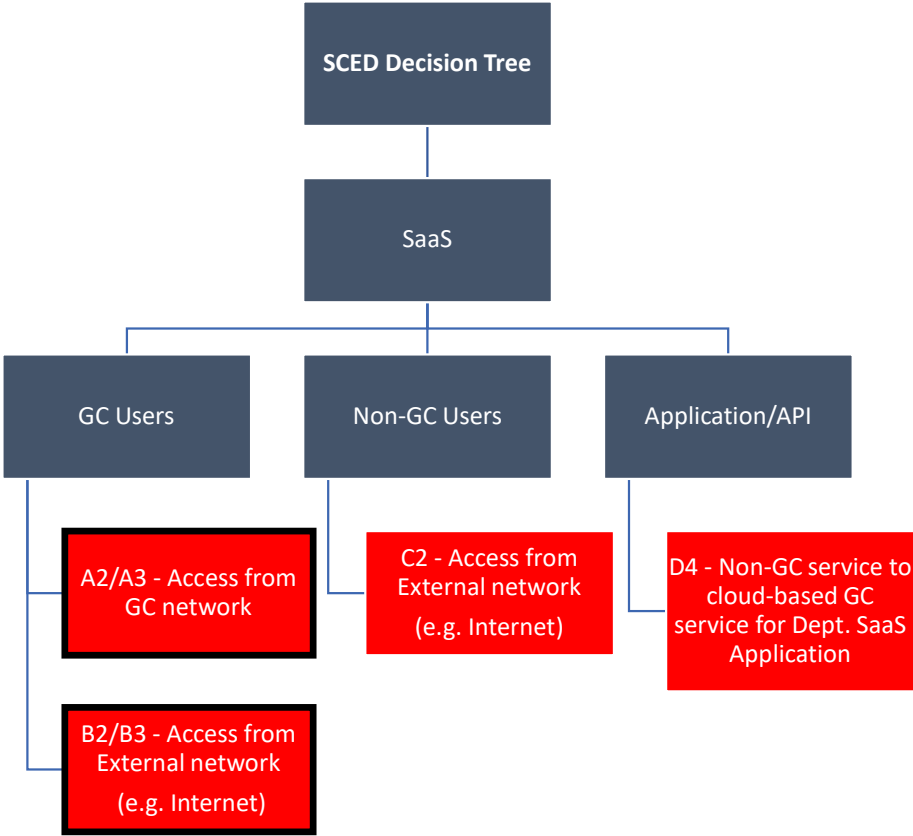 SCED Decision Tree
SaaS
GC Users
Non-GC Users
Application/API
A2/A3 - Access from
GC network
C2 - Access from
External network
(e.g. Internet)
D4 - Non-GC service to
cloud-based GC
service for Dept. SaaS
Application
B2/B3 - Access from
External network
(e.g. Internet)